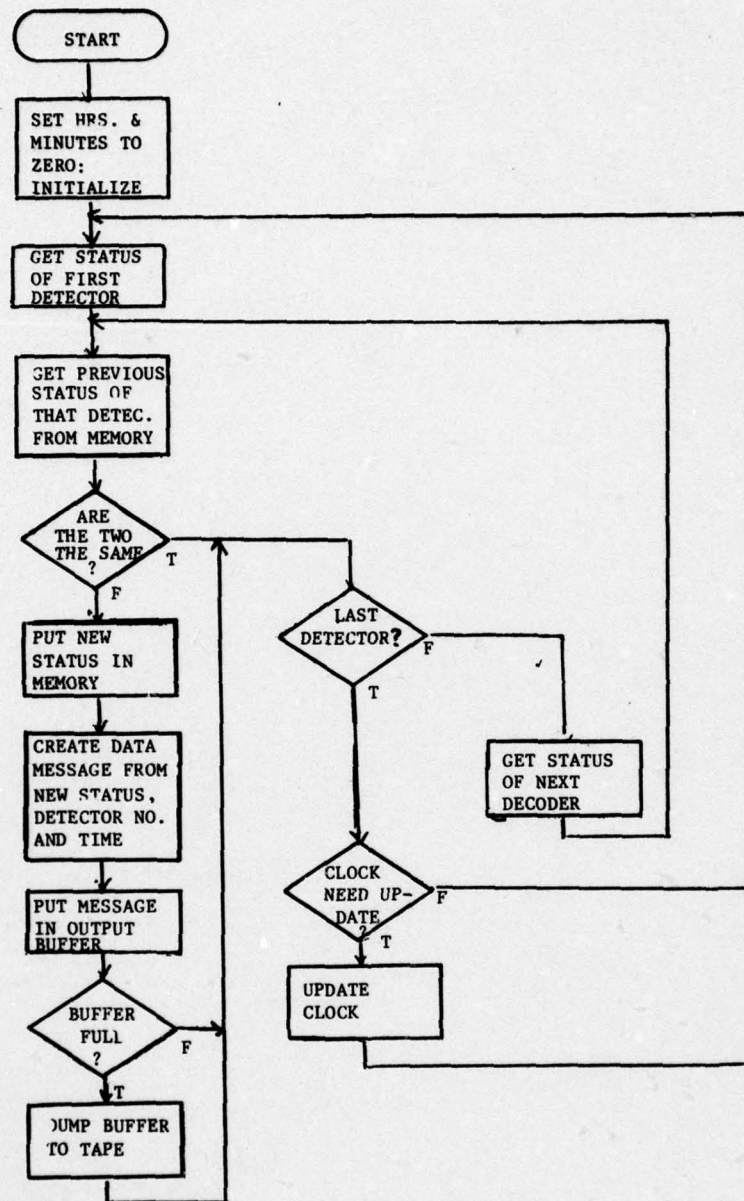 START
SET HRS. &
MINUTES TO
ZERO:
INITIALIZE
GET STATUS
OF FIRST
DETECTOR
GET PREVIOUS
STATUS OF
THAT DETEC.
FROM MEMORY
ARE
THE TWO
THE SAME
?
T
F
PUT NEW
STATUS IN
MEMORY
CREATE DATA
MESSAGE FROM
NEW STATUS,
DETECTOR NO.
AND TIME
PUT MESSAGE
IN OUTPUT
BUFFER
BUFFER
FULL
?
F
T
DUMP BUFFER
TO TAPE
LAST
DETECTOR?
F
T
GET STATUS
OF NEXT
DECODER
CLOCK
NEED UP-
DATE
?
F
T
UPDATE
CLOCK